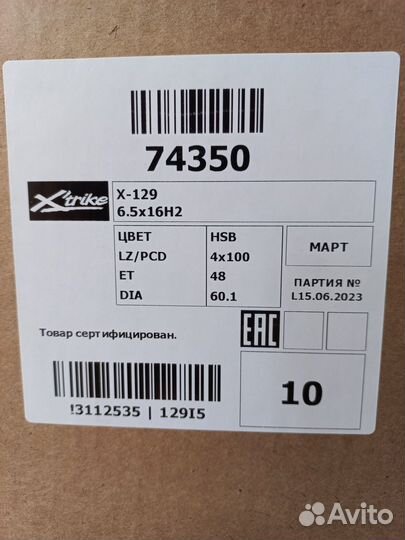 74350
X'trike
X-129
6.5x16H2
ЦВЕТ HSB
LZ/PCD 4x100
ET 48
DIA 60.1
МАРТ
ПАРТИЯ №
L15.06.2023
Товар сертифицирован.
EAC
!3112535 | 129I5
10
Avito